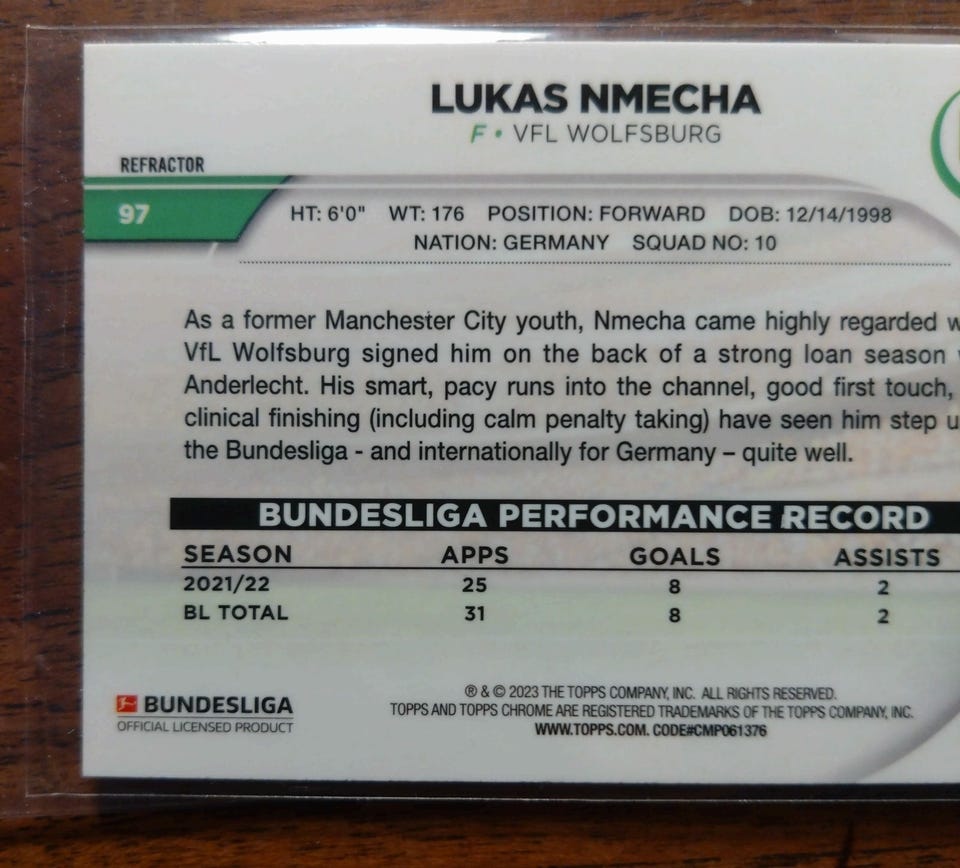 LUKAS NMECHA
F • VFL WOLFSBURG
REFRACTOR
97
HT: 6'0" WT: 176 POSITION: FORWARD DOB: 12/14/1998
NATION: GERMANY SQUAD NO: 10
As a former Manchester City youth, Nmecha came highly regarded
VfL Wolfsburg signed him on the back of a strong loan season
Anderlecht. His smart, pacy runs into the channel, good first touch,
clinical finishing (including calm penalty taking) have seen him step
the Bundesliga - and internationally for Germany – quite well.
BUNDESLIGA PERFORMANCE RECORD
SEASON APPS GOALS ASSISTS
2021/22 25 8 2
BL TOTAL 31 8 2
BUNDESLIGA
OFFICIAL LICENSED PRODUCT
® & © 2023 THE TOPPS COMPANY, INC. ALL RIGHTS RESERVED.
TOPPS AND TOPPS CHROME ARE REGISTERED TRADEMARKS OF THE TOPPS COMPANY, INC.
WWW.TOPPS.COM. CODE#CMP061376